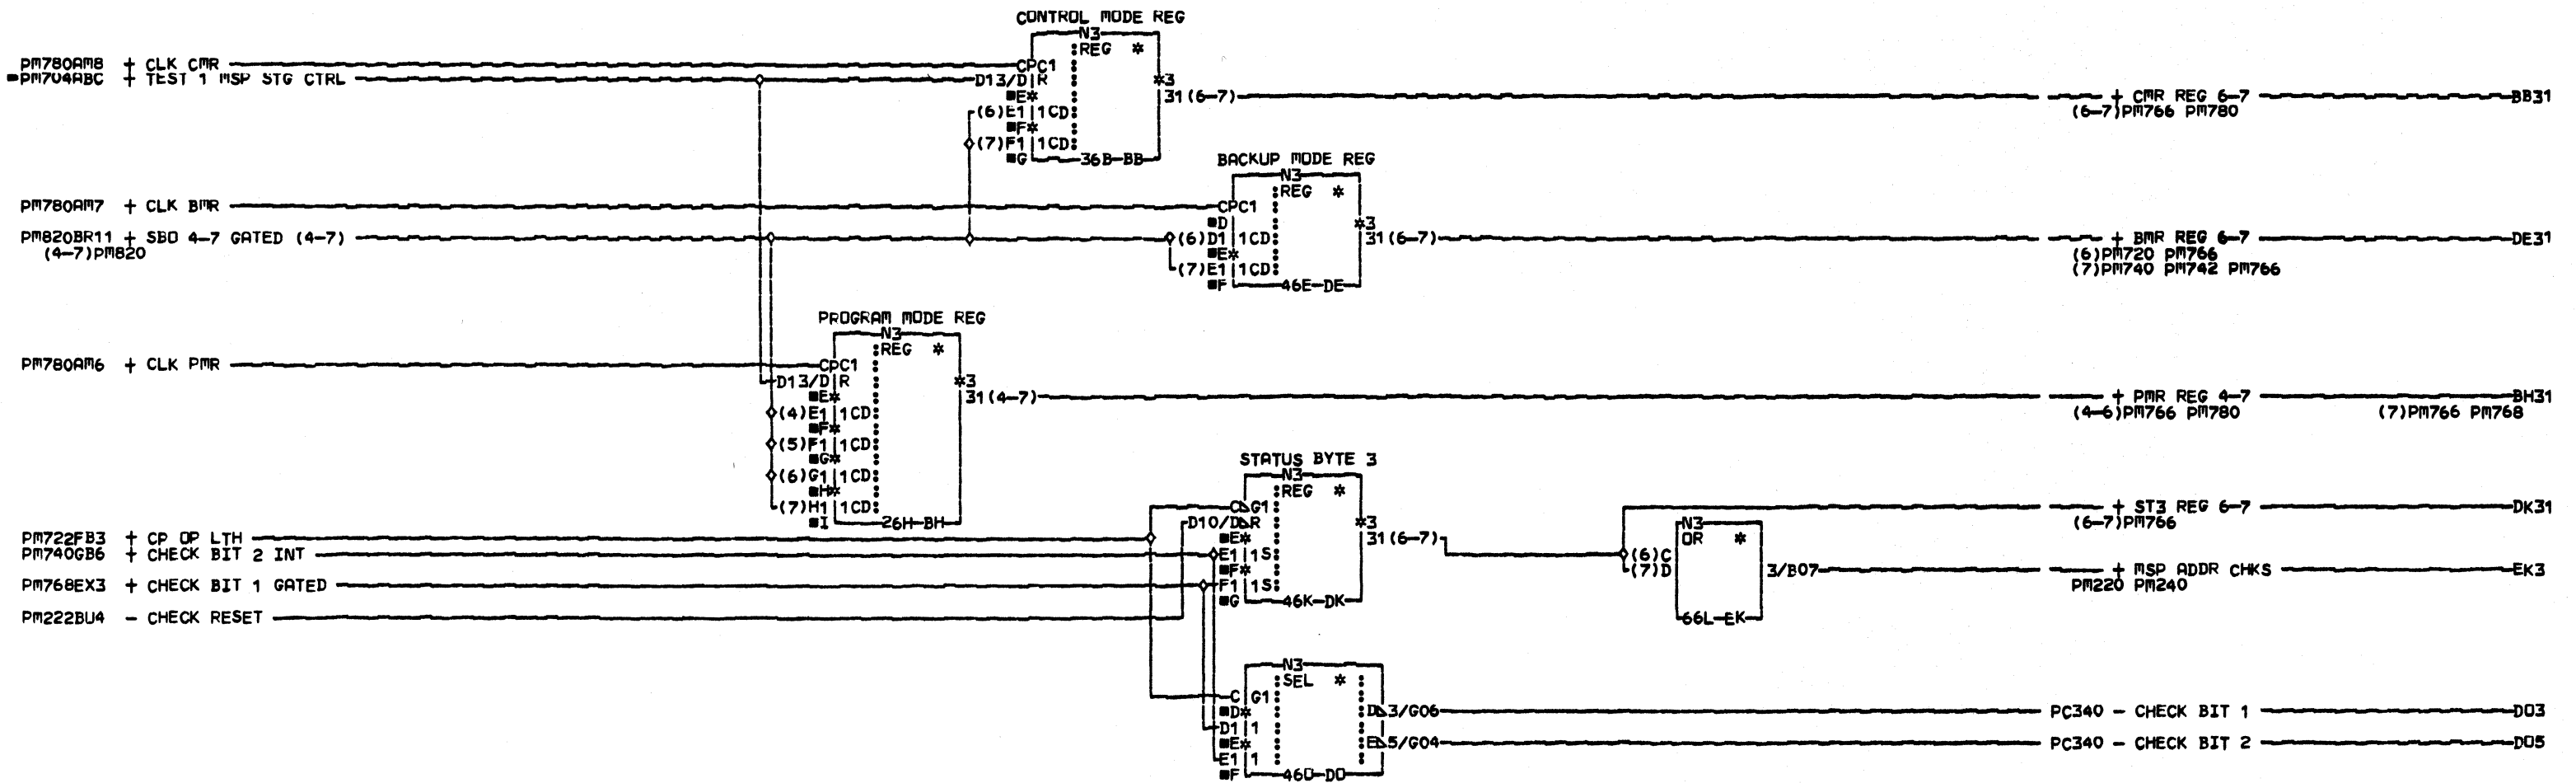 CONTROL MODE REG
N3
REG *
PM780AM8 + CLK CMR
CPC1
■PM704ABC + TEST 1 MSP STG CTRL
D13/D R
*3
■E*
31(6-7)
+ CMR REG 6-7
BB31
(6)E1 1CD
(6-7)PM766 PM780
■F*
(7)F1 1CD
■G
36B-BB
BACKUP MODE REG
N3
REG *
PM780AM7 + CLK BMR
CPC1
■D
*3
PM820BR11 + SBO 4-7 GATED (4-7)
(6)D1 1CD
31(6-7)
+ BMR REG 6-7
DE31
(4-7)PM820
■E*
(6)PM720 PM766
(7)E1 1CD
(7)PM740 PM742 PM766
■F
46E-DE
PROGRAM MODE REG
N3
REG *
PM780AM6 + CLK PMR
CPC1
D13/D R
*3
■E*
31(4-7)
+ PMR REG 4-7
BH31
(4)E1 1CD
(4-6)PM766 PM780
(7)PM766 PM768
■F*
(5)F1 1CD
■G*
(6)G1 1CD
■H*
(7)H1 1CD
■I
26H-BH
STATUS BYTE 3
N3
REG *
C G1
+ ST3 REG 6-7
DK31
D10/D R
*3
(6-7)PM766
PM722FB3 + CP OP LTH
■E*
31(6-7)
N3
OR *
PM740GB6 + CHECK BIT 2 INT
E1 1S
(6)C
■F*
(7)D
3/B07
+ MSP ADDR CHKS
EK3
PM768EX3 + CHECK BIT 1 GATED
F1 1S
PM220 PM240
■G
46K-DK
PM222BU4 - CHECK RESET
66L-EK
N3
SEL *
C G1
■D*
D 3/G06
PC340 - CHECK BIT 1
DO3
D1 1
■E*
E 5/G04
PC340 - CHECK BIT 2
DO5
E1 1
■F
46O-DO